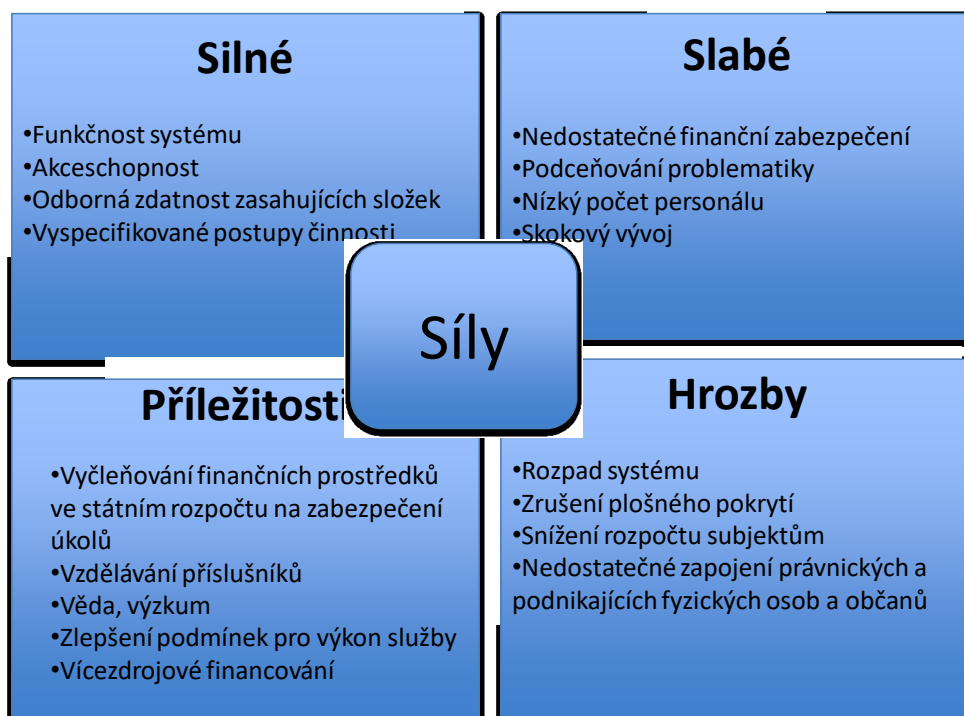 Silné
•Funkčnost systému
•Akceschopnost
•Odborná zdatnost zasahujících složek
•Vyspecifikované postupy činnosti
Slabé
•Nedostatečné finanční zabezpečení
•Podceňování problematiky
•Nízký počet personálu
•Skokový vývoj
Síly
Příležitosti
•Vyčleňování finančních prostředků
ve státním rozpočtu na zabezpečení
úkolů
•Vzdělávání příslušníků
•Věda, výzkum
•Zlepšení podmínek pro výkon služby
•Vícezdrojové financování
Hrozby
•Rozpad systému
•Zrušení plošného pokrytí
•Snížení rozpočtu subjektům
•Nedostatečné zapojení právnických a
podnikajících fyzických osob a občanů